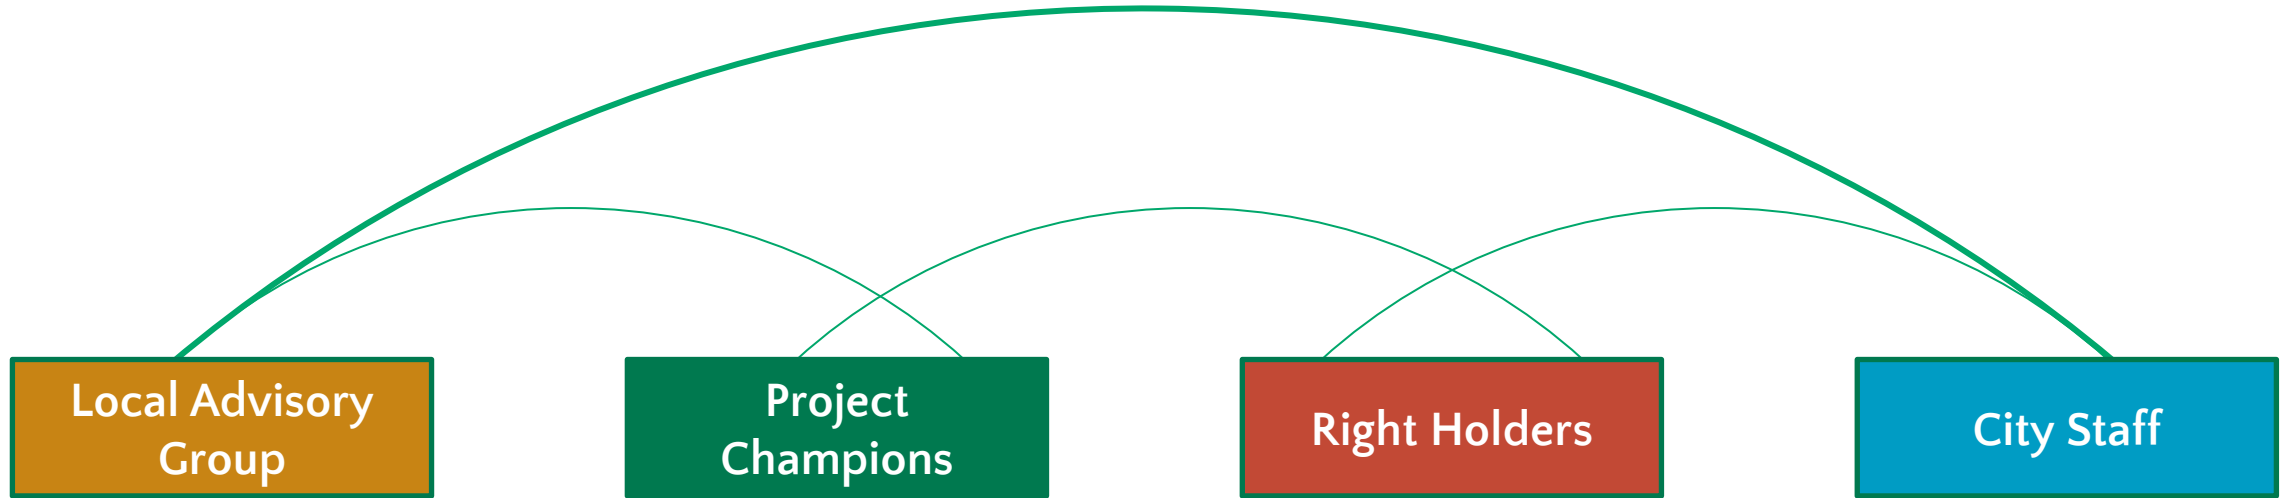 Local Advisory
Group
Project
Champions
Right Holders
City Staff